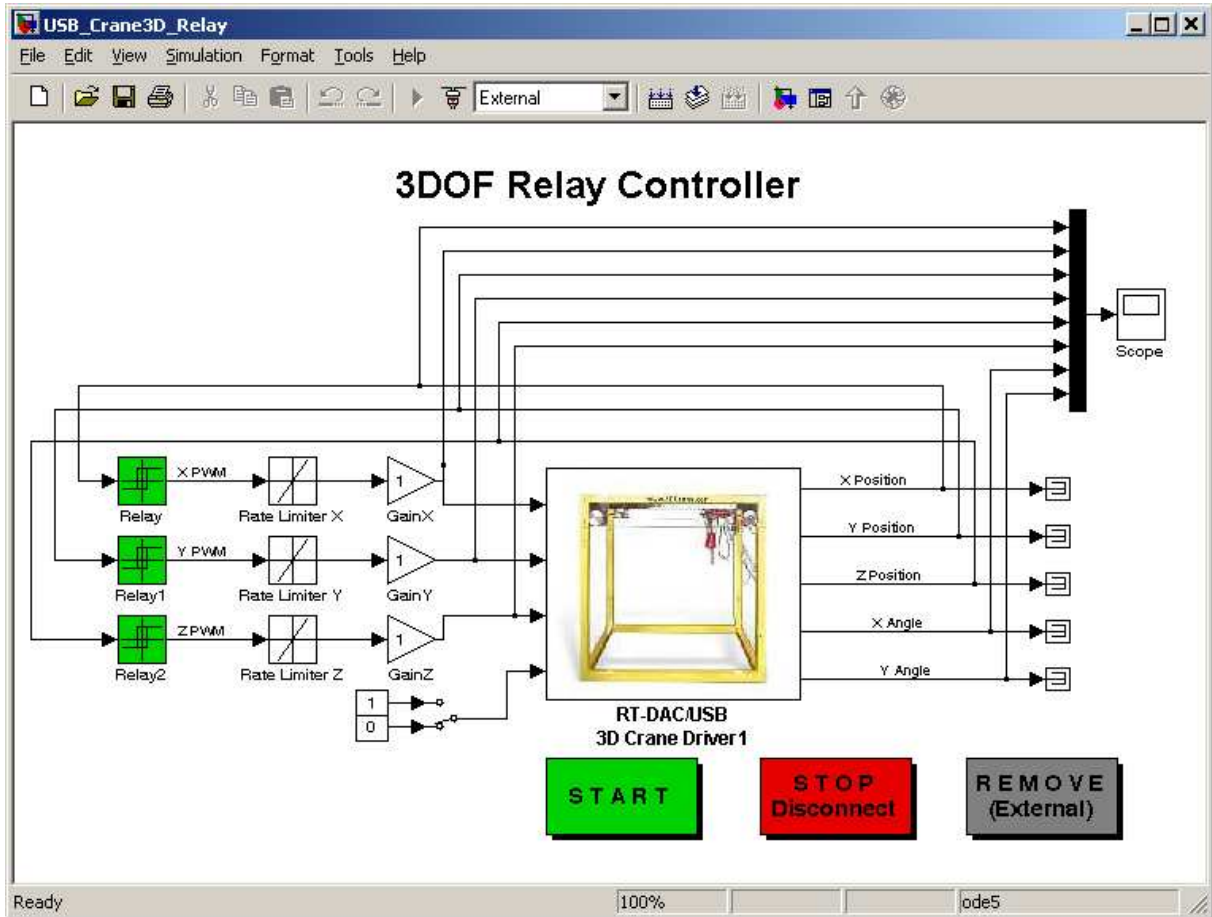 USB_Crane3D_Relay
File Edit View Simulation Format Tools Help
External
3DOF Relay Controller
Scope
X PWM
Relay
Rate Limiter X
1
GainX
Y PWM
Relay1
Rate Limiter Y
1
GainY
Z PWM
Relay2
Rate Limiter Z
1
GainZ
1
0
X Position
Y Position
Z Position
X Angle
Y Angle
RT-DAC/USB
3D Crane Driver1
START
STOP
Disconnect
REMOVE
(External)
Ready 100% ode5